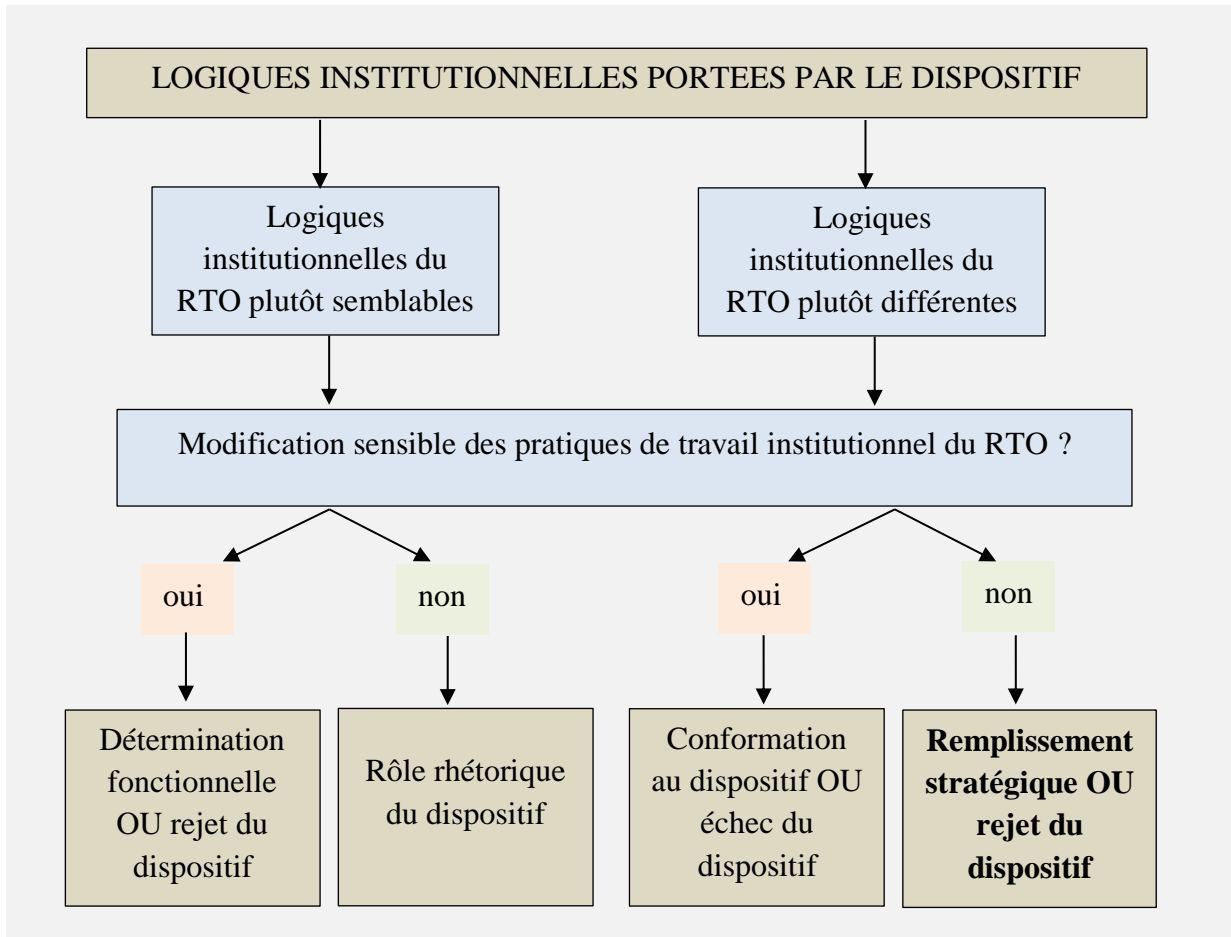 LOGIQUES INSTITUTIONNELLES PORTEES PAR LE DISPOSITIF
Logiques
institutionnelles du
RTO plutôt semblables
Logiques
institutionnelles du
RTO plutôt différentes
Modification sensible des pratiques de travail institutionnel du RTO ?
oui
non
oui
non
Détermination
fonctionnelle
OU rejet du
dispositif
Rôle rhétorique
du dispositif
Conformation
au dispositif OU
échec du
dispositif
Remplissement
stratégique OU
rejet du
dispositif